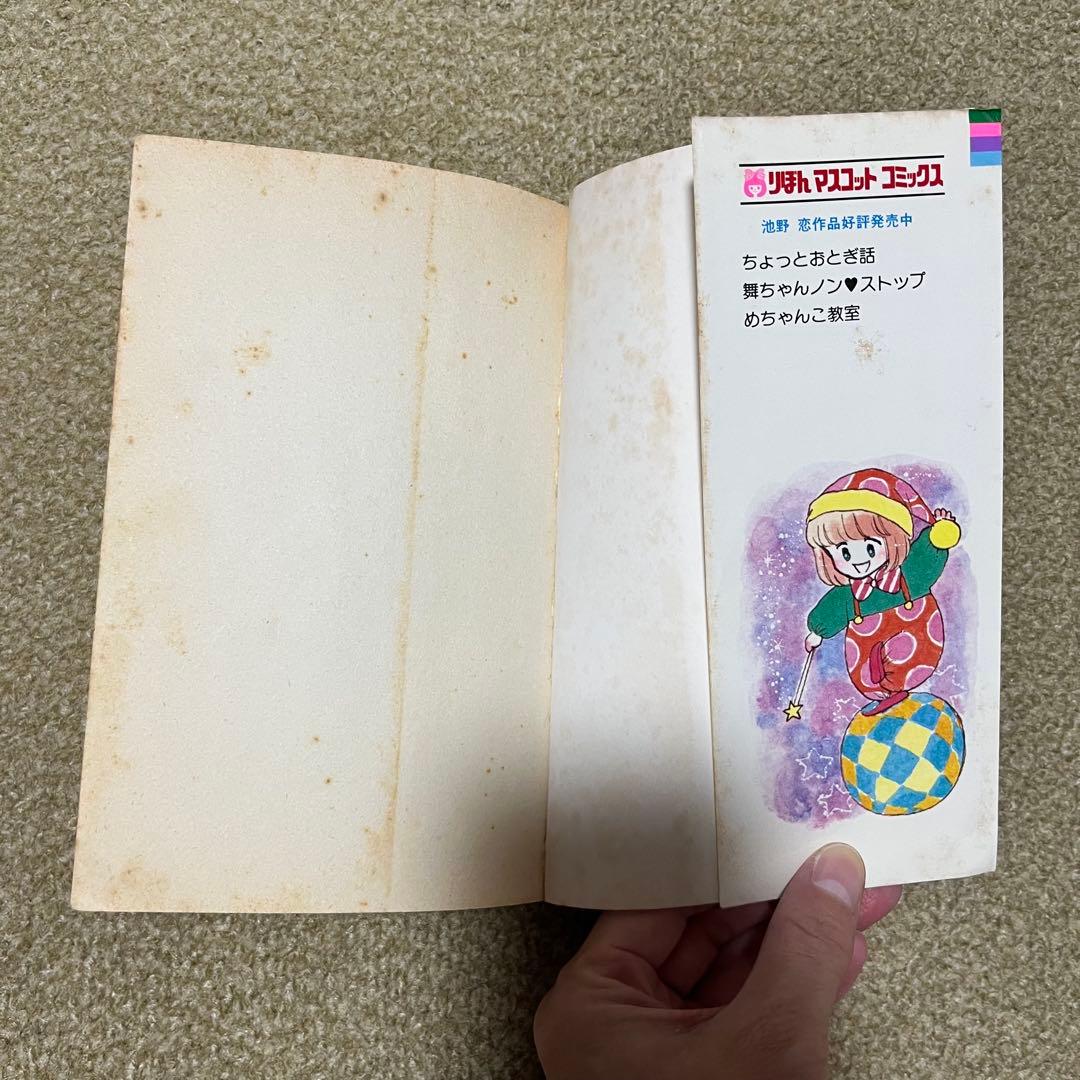 りぼん マスコット コミックス
池野 恋作品好評発売中
ちょっとおとぎ話
舞ちゃんノン♥ストップ
めちゃんこ教室